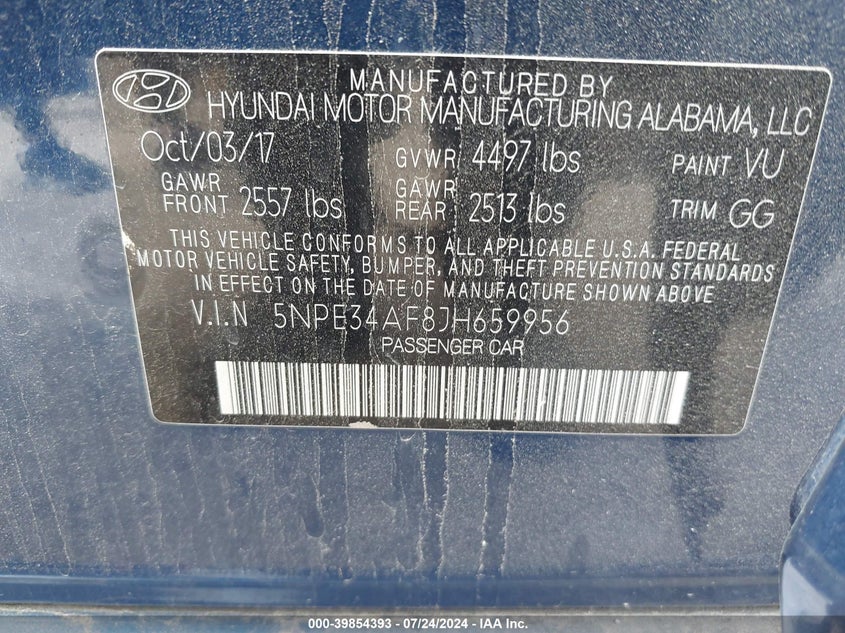 MANUFACTURED BY
HYUNDAI MOTOR MANUFACTURING ALABAMA, LLC
Oct/03/17 GVWR 4497 lbs PAINT VU
GAWR FRONT 2557 lbs GAWR REAR 2513 lbs TRIM GG
THIS VEHICLE CONFORMS TO ALL APPLICABLE U.S.A. FEDERAL
MOTOR VEHICLE SAFETY, BUMPER, AND THEFT PREVENTION STANDARDS
IN EFFECT ON THE DATE OF MANUFACTURE SHOWN ABOVE
V.I.N 5NPE34AF8JH659956
PASSENGER CAR
000-39854393 - 07/24/2024 - IAA Inc.